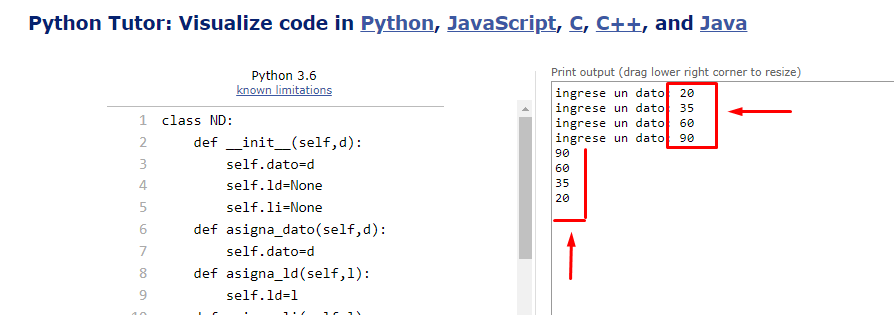 Python Tutor: Visualize code in Python, JavaScript, C, C++, and Java
Python 3.6
known limitations
1 class ND:
2 def __init__(self,d):
3 self.dato=d
4 self.ld=None
5 self.li=None
6 def asigna_dato(self,d):
7 self.dato=d
8 def asigna_ld(self,l):
9 self.ld=l
Print output (drag lower right corner to resize)
ingrese un dato: 20
ingrese un dato: 35
ingrese un dato: 60
ingrese un dato: 90
90
60
35
20